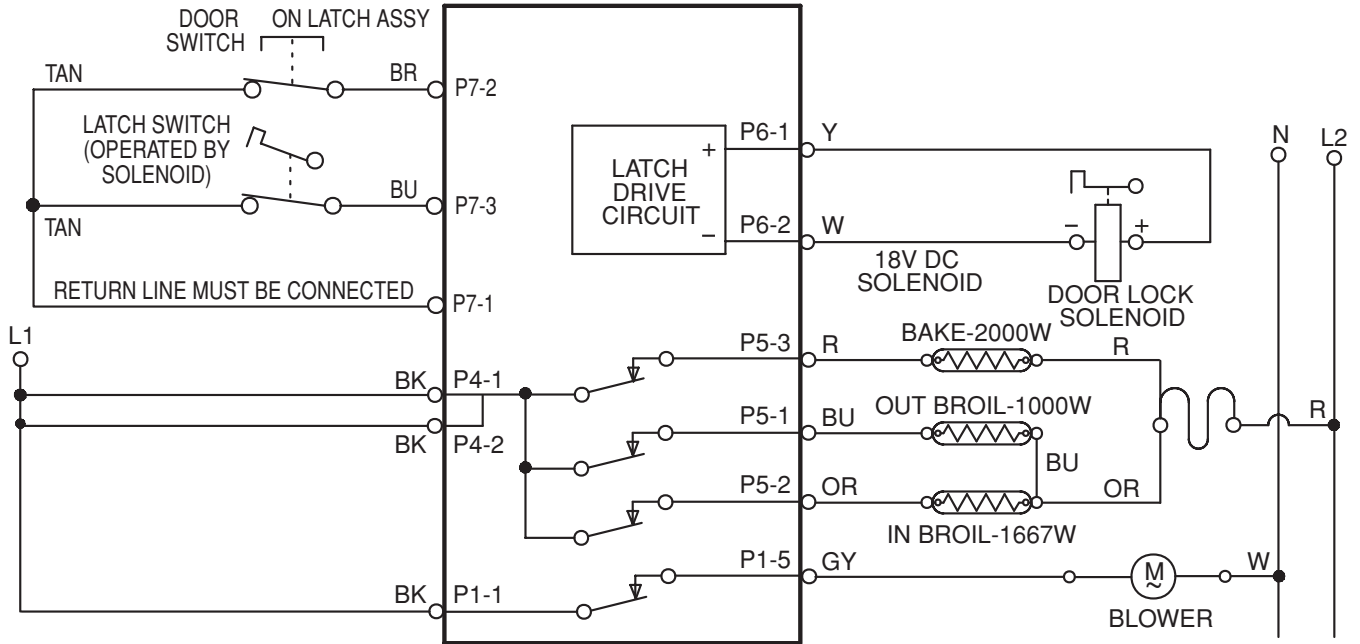 DOOR SWITCH
ON LATCH ASSY
TAN
BR
P7-2
LATCH SWITCH
(OPERATED BY
SOLENOID)
BU
P7-3
TAN
RETURN LINE MUST BE CONNECTED
P7-1
L1
BK
P4-1
BK
P4-2
BK
P1-1
LATCH
DRIVE
CIRCUIT
+
−
P6-1
Y
P6-2
W
18V DC
SOLENOID
−
+
DOOR LOCK
SOLENOID
N
L2
P5-3
R
BAKE-2000W
R
P5-1
BU
OUT BROIL-1000W
BU
R
P5-2
OR
OR
IN BROIL-1667W
P1-5
GY
M
~
W
BLOWER